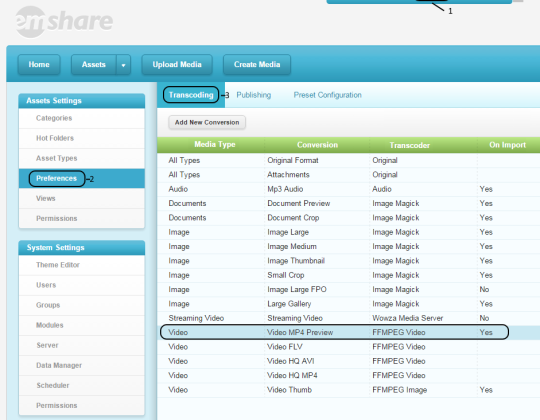 1
emshare
Home Assets Upload Media Create Media
Assets Settings
Categories
Hot Folders
Asset Types
Preferences 2
Views
Permissions
System Settings
Theme Editor
Users
Groups
Modules
Server
Data Manager
Scheduler
Permissions
Transcoding 3 Publishing Preset Configuration
Add New Conversion
Media Type Conversion Transcoder On Import
All Types Original Format Original
All Types Attachments Original
Audio Mp3 Audio Audio Yes
Documents Document Preview Image Magick Yes
Documents Document Crop Image Magick Yes
Image Image Large Image Magick Yes
Image Image Medium Image Magick Yes
Image Image Thumbnail Image Magick Yes
Image Small Crop Image Magick Yes
Image Image Large FPO Image Magick No
Image Large Gallery Image Magick Yes
Streaming Video Streaming Video Wowza Media Server No
Video Video MP4 Preview FFMPEG Video Yes
Video Video FLV FFMPEG Video
Video Video HQ AVI FFMPEG Video
Video Video HQ MP4 FFMPEG Video
Video Video Thumb FFMPEG Image Yes